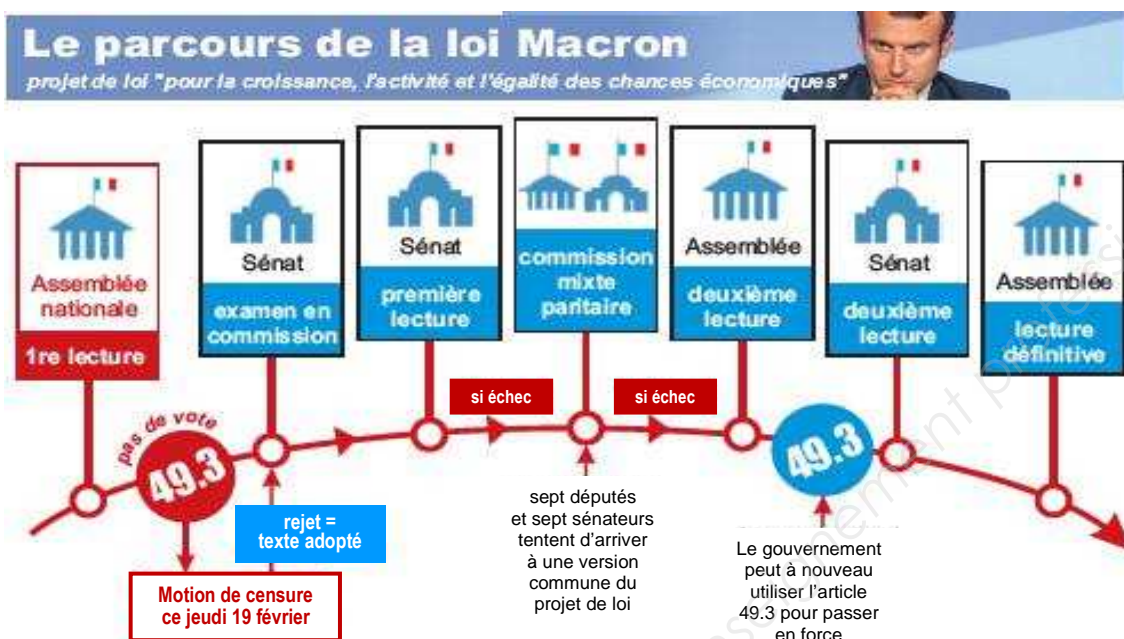 Le parcours de la loi Macron
projet de loi "pour la croissance, l'activité et l'égalité des chances économiques"
Assemblée
nationale
1re lecture
pas de vote
49.3
Motion de censure
ce jeudi 19 février
Sénat
examen en
commission
rejet =
texte adopté
Sénat
première
lecture
si échec
commission
mixte
paritaire
sept députés
et sept sénateurs
tentent d'arriver
à une version
commune du
projet de loi
si échec
Assemblée
deuxième
lecture
49.3
Le gouvernement
peut à nouveau
utiliser l'article
49.3 pour passer
en force
Sénat
deuxième
lecture
Assemblée
lecture
définitive
enseignement professi